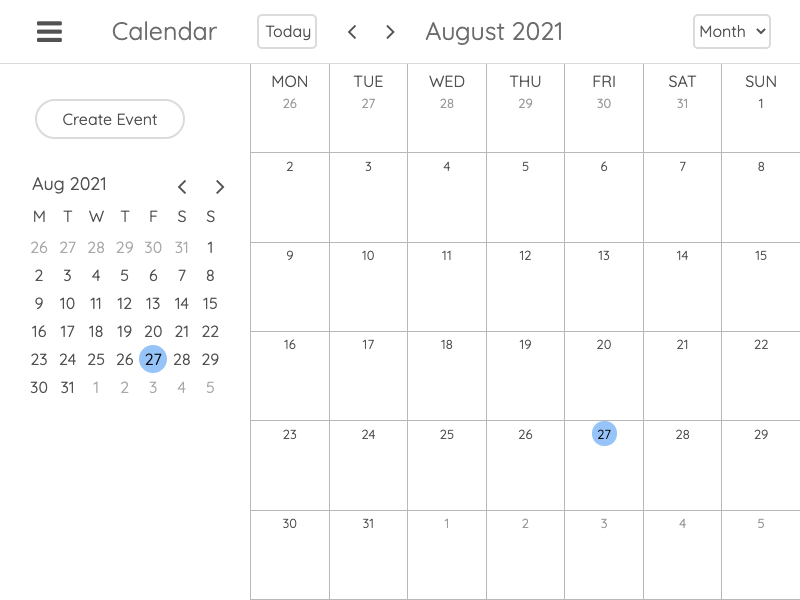 Calendar Today August 2021 Month
Create Event
Aug 2021
M T W T F S S
26 27 28 29 30 31 1
2 3 4 5 6 7 8
9 10 11 12 13 14 15
16 17 18 19 20 21 22
23 24 25 26 27 28 29
30 31 1 2 3 4 5
MON TUE WED THU FRI SAT SUN
26 27 28 29 30 31 1
2 3 4 5 6 7 8
9 10 11 12 13 14 15
16 17 18 19 20 21 22
23 24 25 26 27 28 29
30 31 1 2 3 4 5